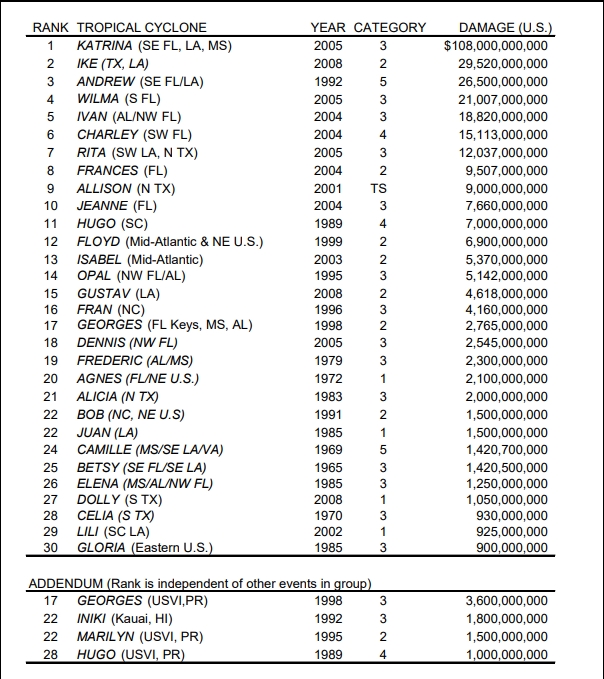 RANK TROPICAL CYCLONE YEAR CATEGORY DAMAGE (U.S.)
1 KATRINA (SE FL, LA, MS) 2005 3 $108,000,000,000
2 IKE (TX, LA) 2008 2 29,520,000,000
3 ANDREW (SE FL/LA) 1992 5 26,500,000,000
4 WILMA (S FL) 2005 3 21,007,000,000
5 IVAN (AL/NW FL) 2004 3 18,820,000,000
6 CHARLEY (SW FL) 2004 4 15,113,000,000
7 RITA (SW LA, N TX) 2005 3 12,037,000,000
8 FRANCES (FL) 2004 2 9,507,000,000
9 ALLISON (N TX) 2001 TS 9,000,000,000
10 JEANNE (FL) 2004 3 7,660,000,000
11 HUGO (SC) 1989 4 7,000,000,000
12 FLOYD (Mid-Atlantic & NE U.S.) 1999 2 6,900,000,000
13 ISABEL (Mid-Atlantic) 2003 2 5,370,000,000
14 OPAL (NW FL/AL) 1995 3 5,142,000,000
15 GUSTAV (LA) 2008 2 4,618,000,000
16 FRAN (NC) 1996 3 4,160,000,000
17 GEORGES (FL Keys, MS, AL) 1998 2 2,765,000,000
18 DENNIS (NW FL) 2005 3 2,545,000,000
19 FREDERIC (AL/MS) 1979 3 2,300,000,000
20 AGNES (FL/NE U.S.) 1972 1 2,100,000,000
21 ALICIA (N TX) 1983 3 2,000,000,000
22 BOB (NC, NE U.S) 1991 2 1,500,000,000
22 JUAN (LA) 1985 1 1,500,000,000
24 CAMILLE (MS/SE LA/VA) 1969 5 1,420,700,000
25 BETSY (SE FL/SE LA) 1965 3 1,420,500,000
26 ELENA (MS/AL/NW FL) 1985 3 1,250,000,000
27 DOLLY (S TX) 2008 1 1,050,000,000
28 CELIA (S TX) 1970 3 930,000,000
29 LILI (SC LA) 2002 1 925,000,000
30 GLORIA (Eastern U.S.) 1985 3 900,000,000
ADDENDUM (Rank is independent of other events in group)
17 GEORGES (USVI,PR) 1998 3 3,600,000,000
22 INIKI (Kauai, HI) 1992 3 1,800,000,000
22 MARILYN (USVI, PR) 1995 2 1,500,000,000
28 HUGO (USVI, PR) 1989 4 1,000,000,000